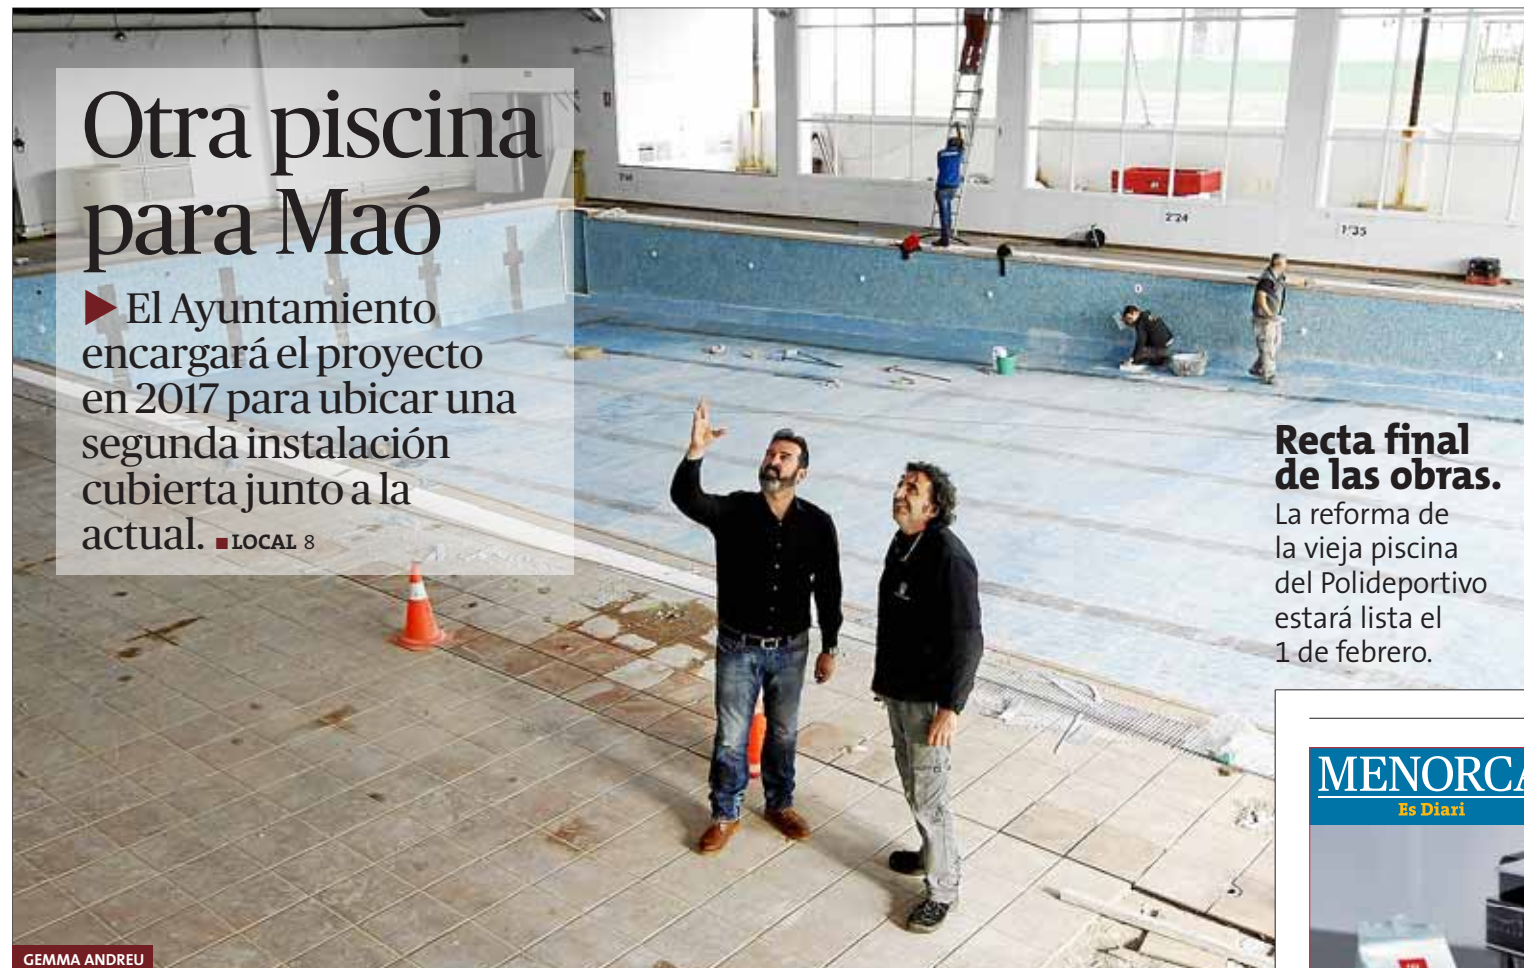 Otra piscina
para Maó
▶ El Ayuntamiento
encargará el proyecto
en 2017 para ubicar una
segunda instalación
cubierta junto a la
actual. ■ LOCAL 8
2'24
1'35
Recta final
de las obras.
La reforma de
la vieja piscina
del Polideportivo
estará lista el
1 de febrero.
MENORCA
Es Diari
GEMMA ANDREU